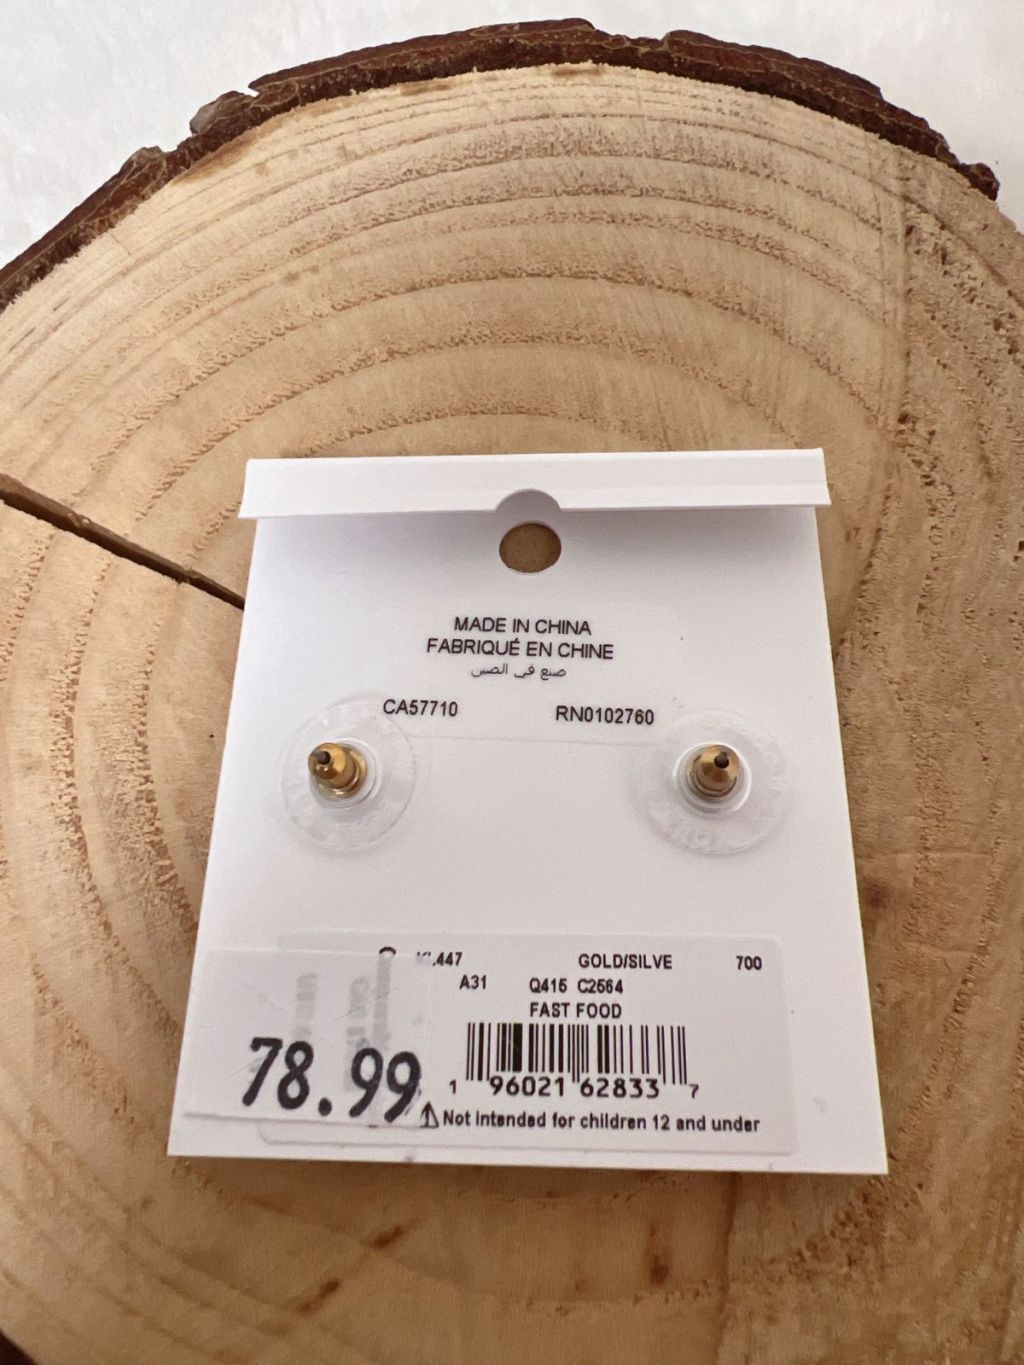 MADE IN CHINA
FABRIQUÉ EN CHINE
صنع في الصين
CA57710 RN0102760
GOLD/SILVE 700
A31 Q415 C2564
FAST FOOD
1 96021 62833 7
78.99
⚠ Not intended for children 12 and under